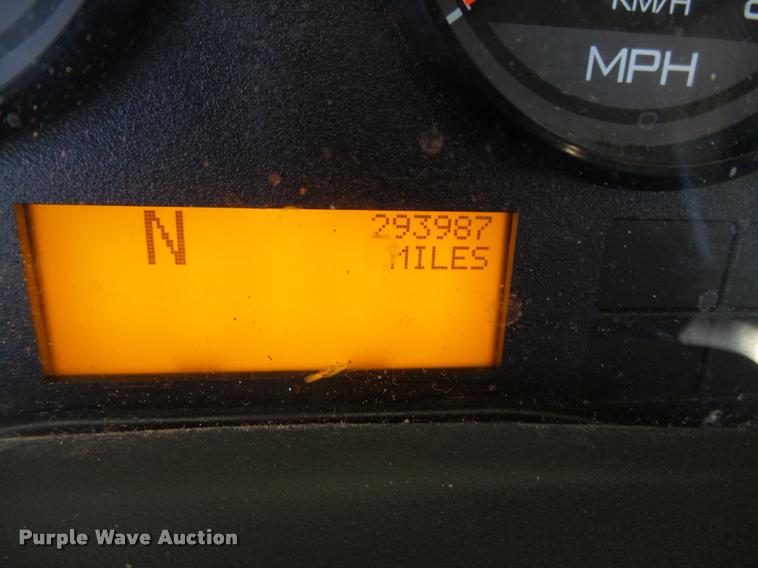 KM/H
MPH
N 293987
MILES
Purple Wave Auction